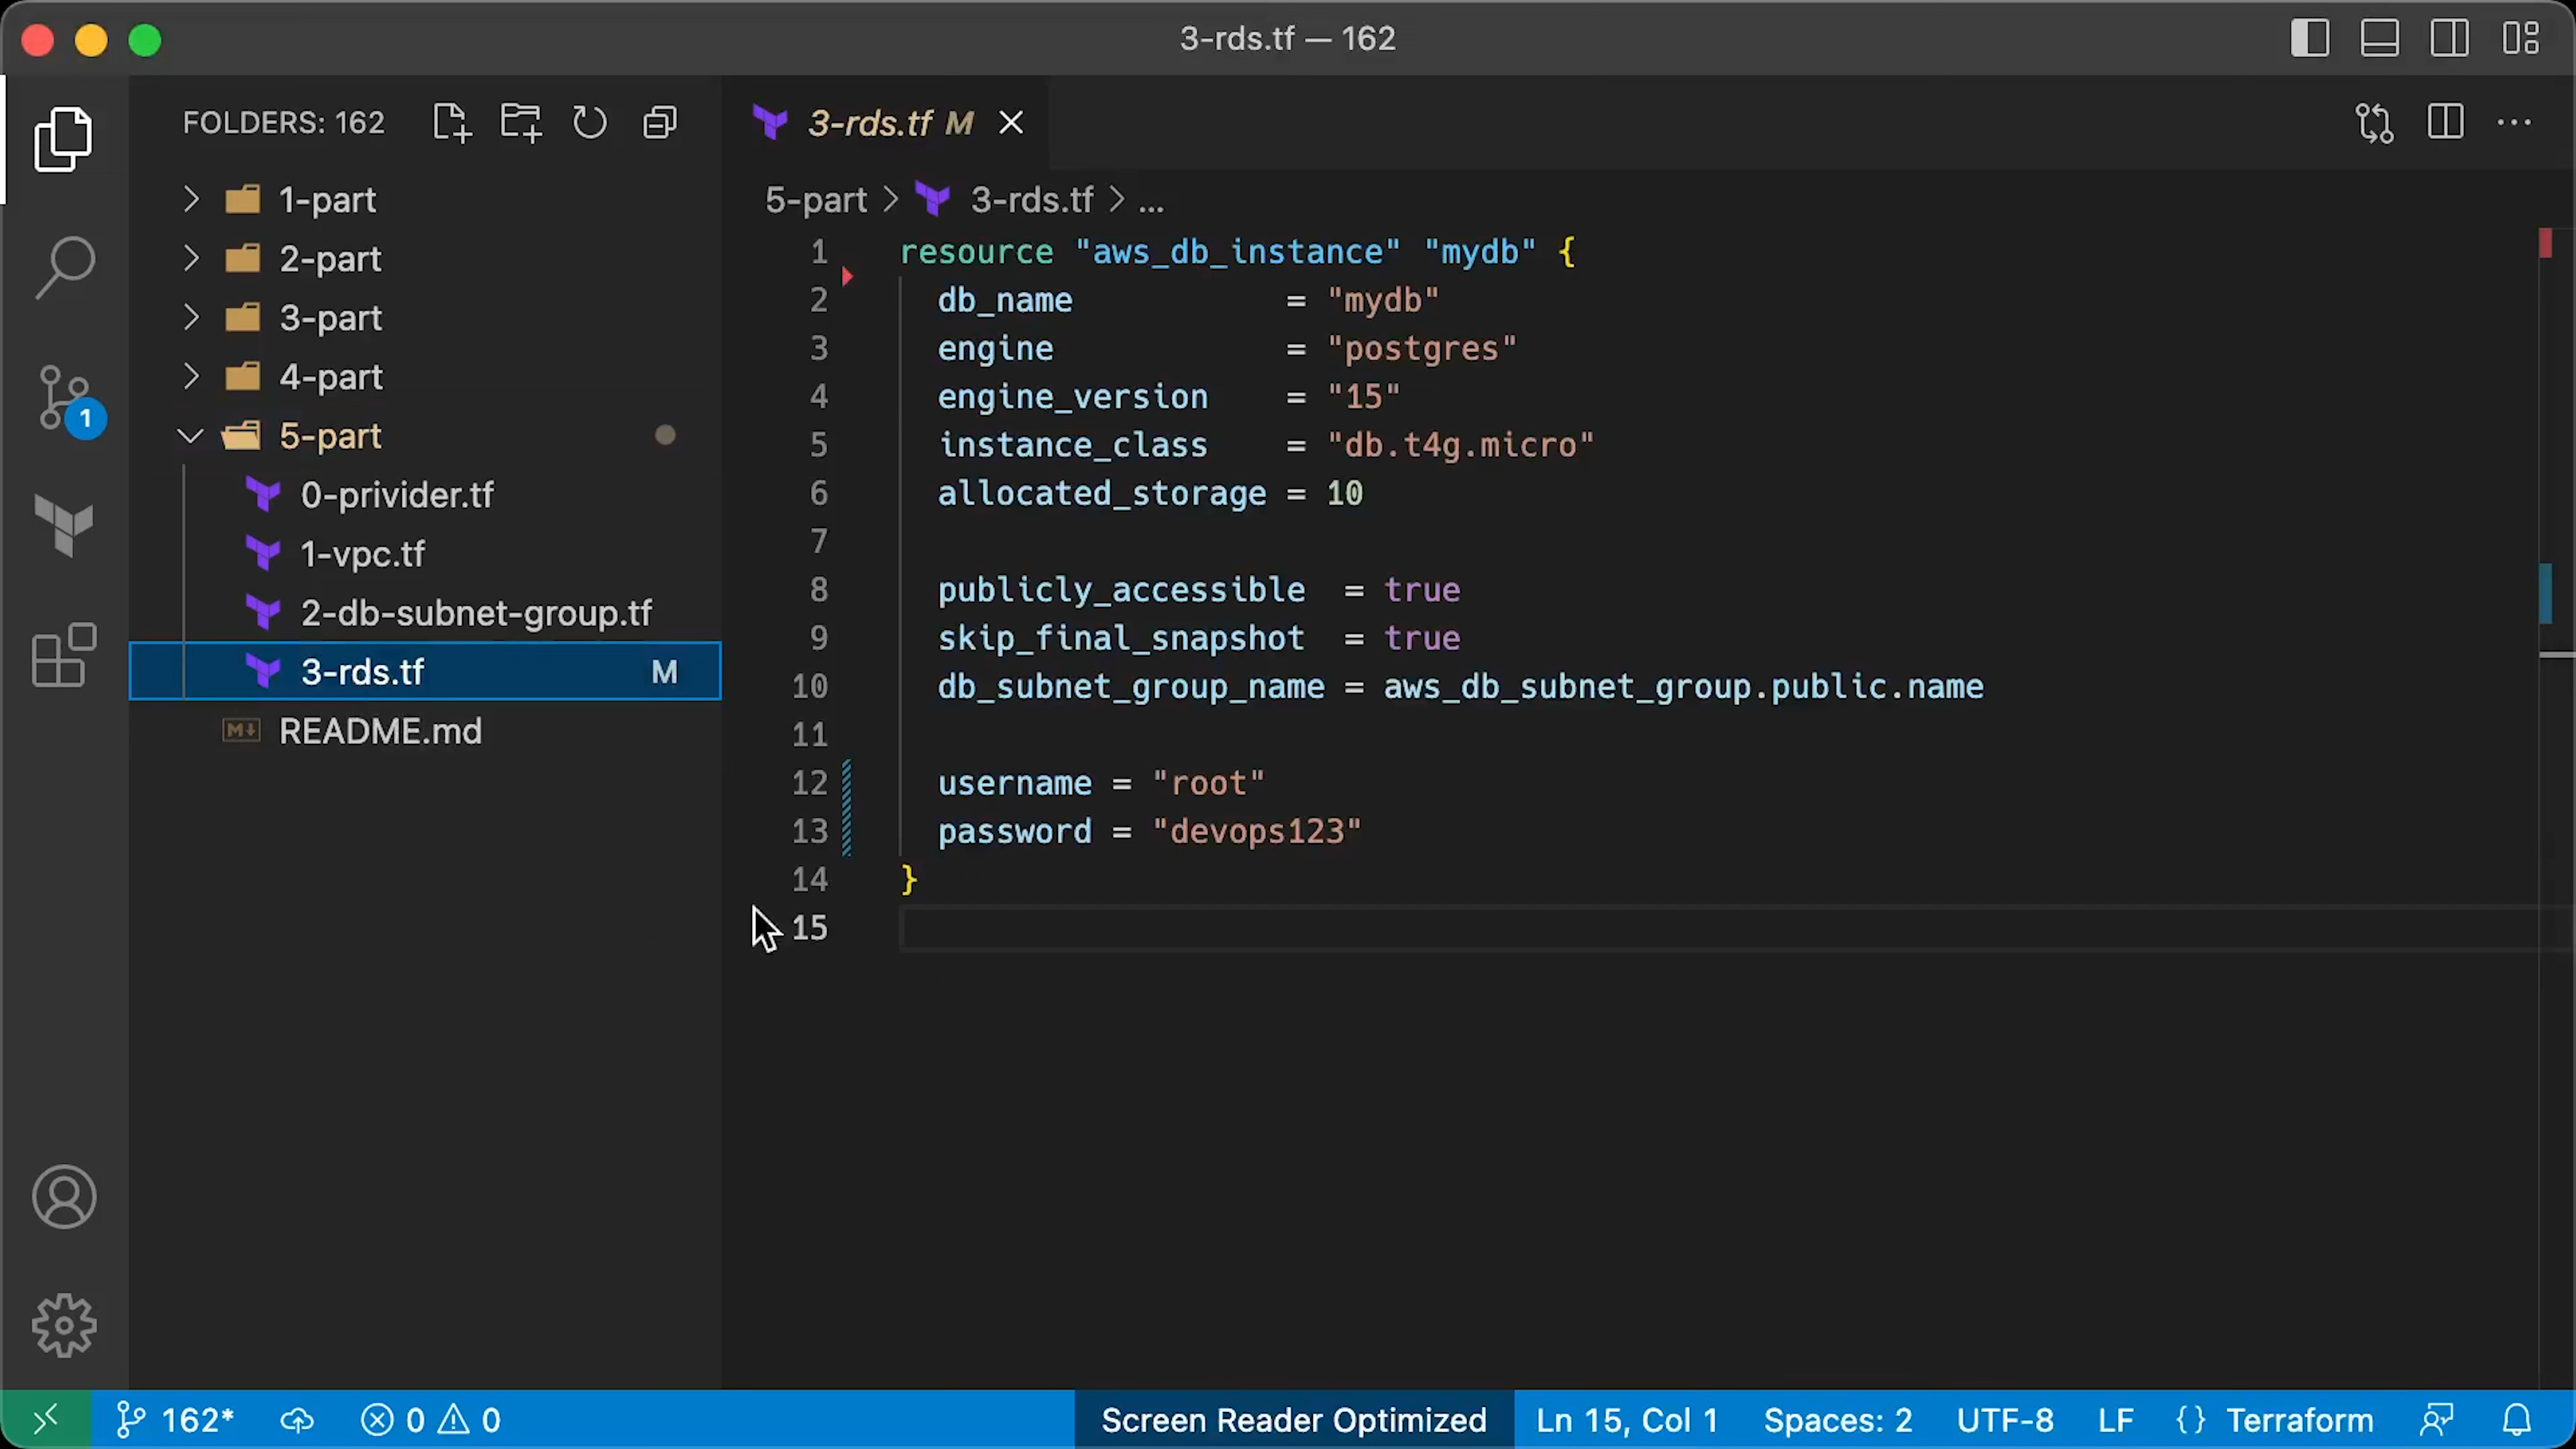 3-rds.tf — 162
FOLDERS: 162
1-part
2-part
3-part
4-part
5-part
0-privider.tf
1-vpc.tf
2-db-subnet-group.tf
3-rds.tf M
README.md
1
3-rds.tf M
5-part > 3-rds.tf > ...
1 resource "aws_db_instance" "mydb" {
2   db_name           = "mydb"
3   engine            = "postgres"
4   engine_version    = "15"
5   instance_class    = "db.t4g.micro"
6   allocated_storage = 10
7
8   publicly_accessible  = true
9   skip_final_snapshot  = true
10   db_subnet_group_name = aws_db_subnet_group.public.name
11
12   username = "root"
13   password = "devops123"
14 }
15
162* 0 0 Screen Reader Optimized Ln 15, Col 1 Spaces: 2 UTF-8 LF {} Terraform